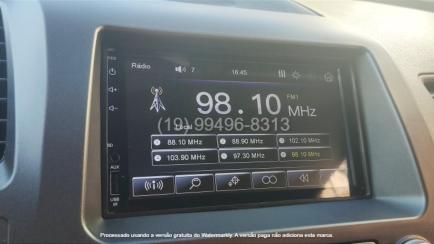 Rádio
7
16:45
FM1
98.10 MHz
Local
(19) 99496-8313
88.10 MHz
88.90 MHz
102.10 MHz
103.90 MHz
97.30 MHz
98.10 MHz
AUX
Processado usando a versão gratuita do Watermarkly. A versão paga não adiciona esta marca.